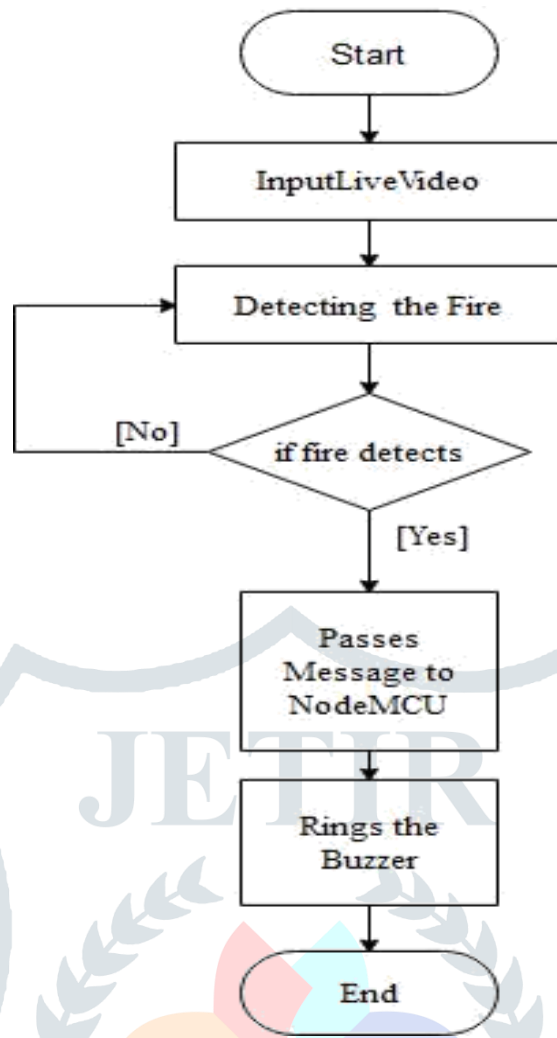 Start
InputLiveVideo
Detecting the Fire
[No]
if fire detects
[Yes]
Passes
Message to
NodeMCU
JETIR
Rings the
Buzzer
End